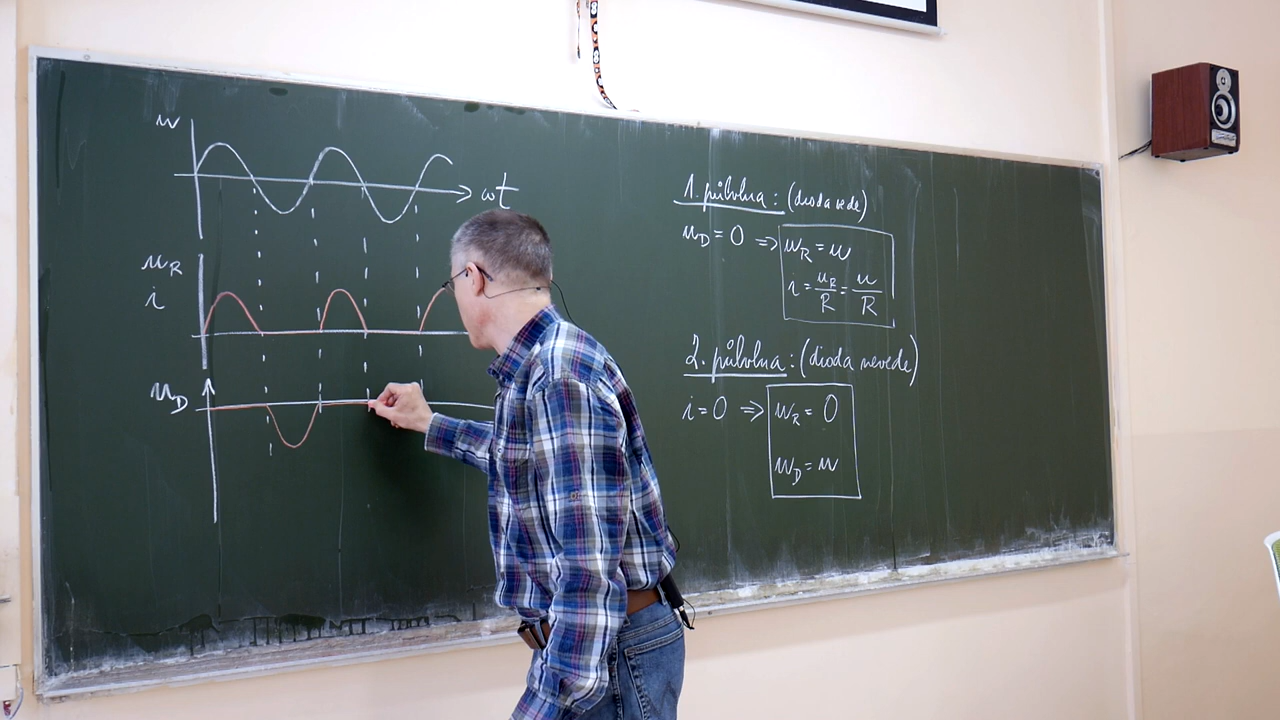 u
ωt
u_R
i
u_D
1. půlvlna: (dioda vede)
u_D = 0 ⇒ u_R = u
i = u_R/R = u/R
2. půlvlna: (dioda nevede)
i = 0 ⇒ u_R = 0
u_D = u